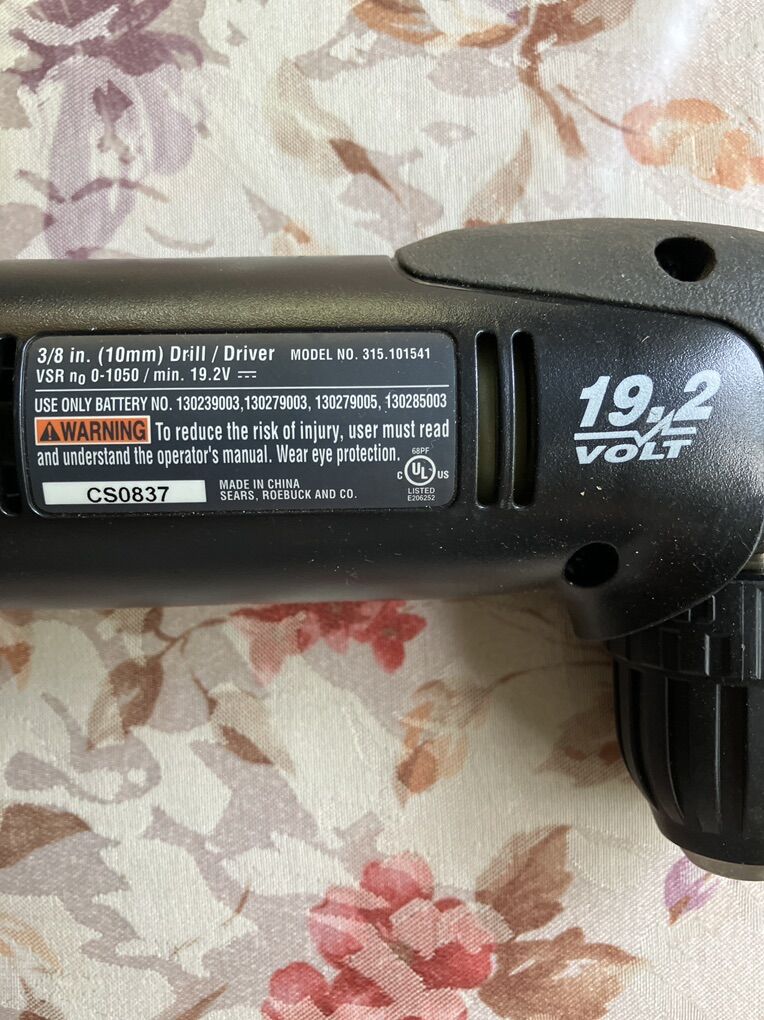 3/8 in. (10mm) Drill / Driver MODEL NO. 315.101541
VSR n₀ 0-1050 / min. 19.2V ⎓
USE ONLY BATTERY NO. 130239003,130279003, 130279005, 130285003
⚠WARNING To reduce the risk of injury, user must read
and understand the operator's manual. Wear eye protection.
68PF
C UL US
LISTED
E206252
CS0837
MADE IN CHINA
SEARS, ROEBUCK AND CO.
19.2
VOLT